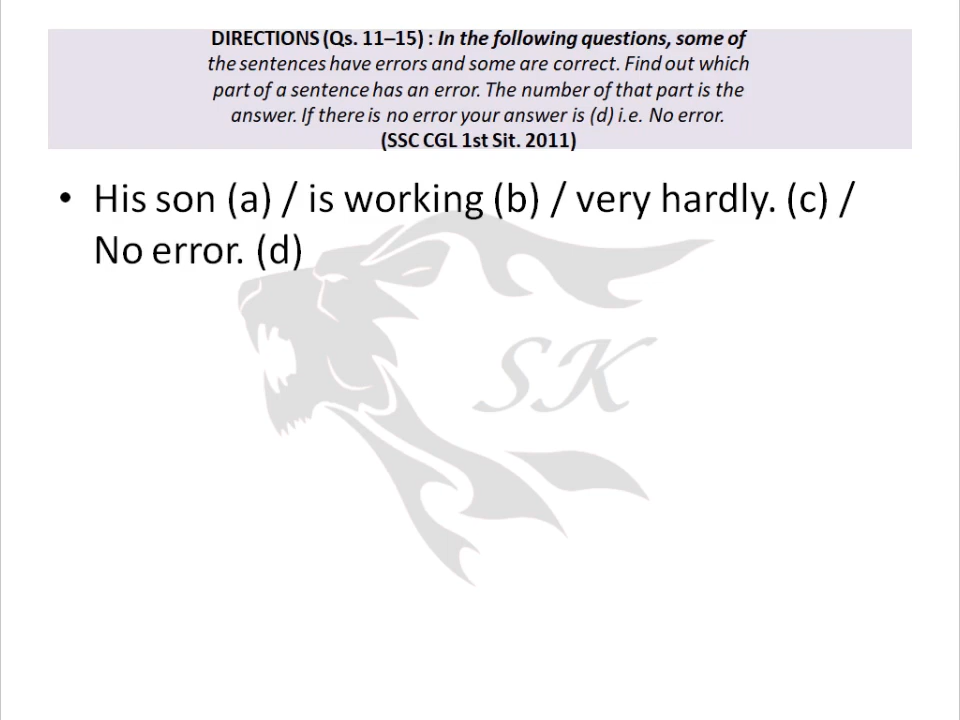 DIRECTIONS (Qs. 11–15) : In the following questions, some of
the sentences have errors and some are correct. Find out which
part of a sentence has an error. The number of that part is the
answer. If there is no error your answer is (d) i.e. No error.
(SSC CGL 1st Sit. 2011)
• His son (a) / is working (b) / very hardly. (c) /
No error. (d)
SK